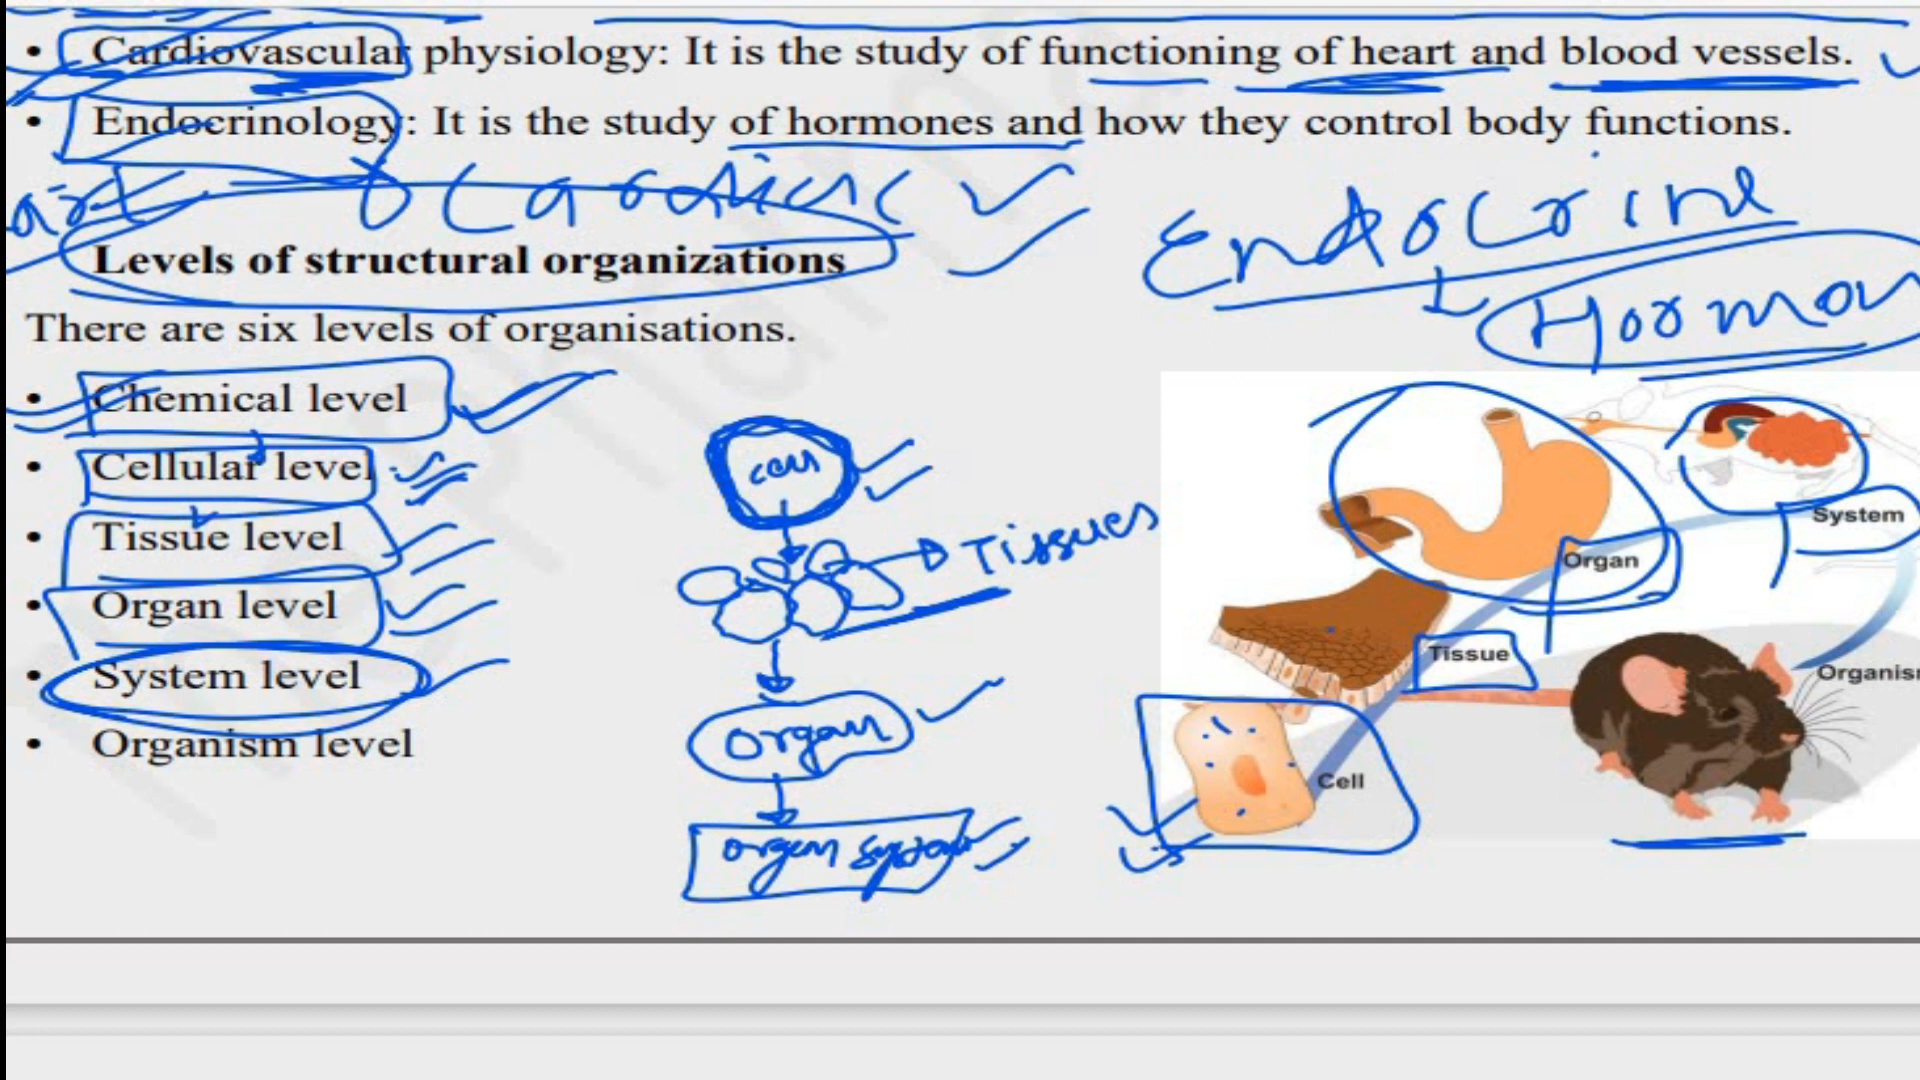 • Cardiovascular physiology: It is the study of functioning of heart and blood vessels.
• Endocrinology: It is the study of hormones and how they control body functions.
Cardiac
Endocrine
Levels of structural organizations
Hormon
There are six levels of organisations.
• Chemical level
• Cellular level
• Tissue level
• Organ level
• System level
• Organism level
cell
Tissues
organ
organ system
System
Organ
Tissue
Organis
Cell